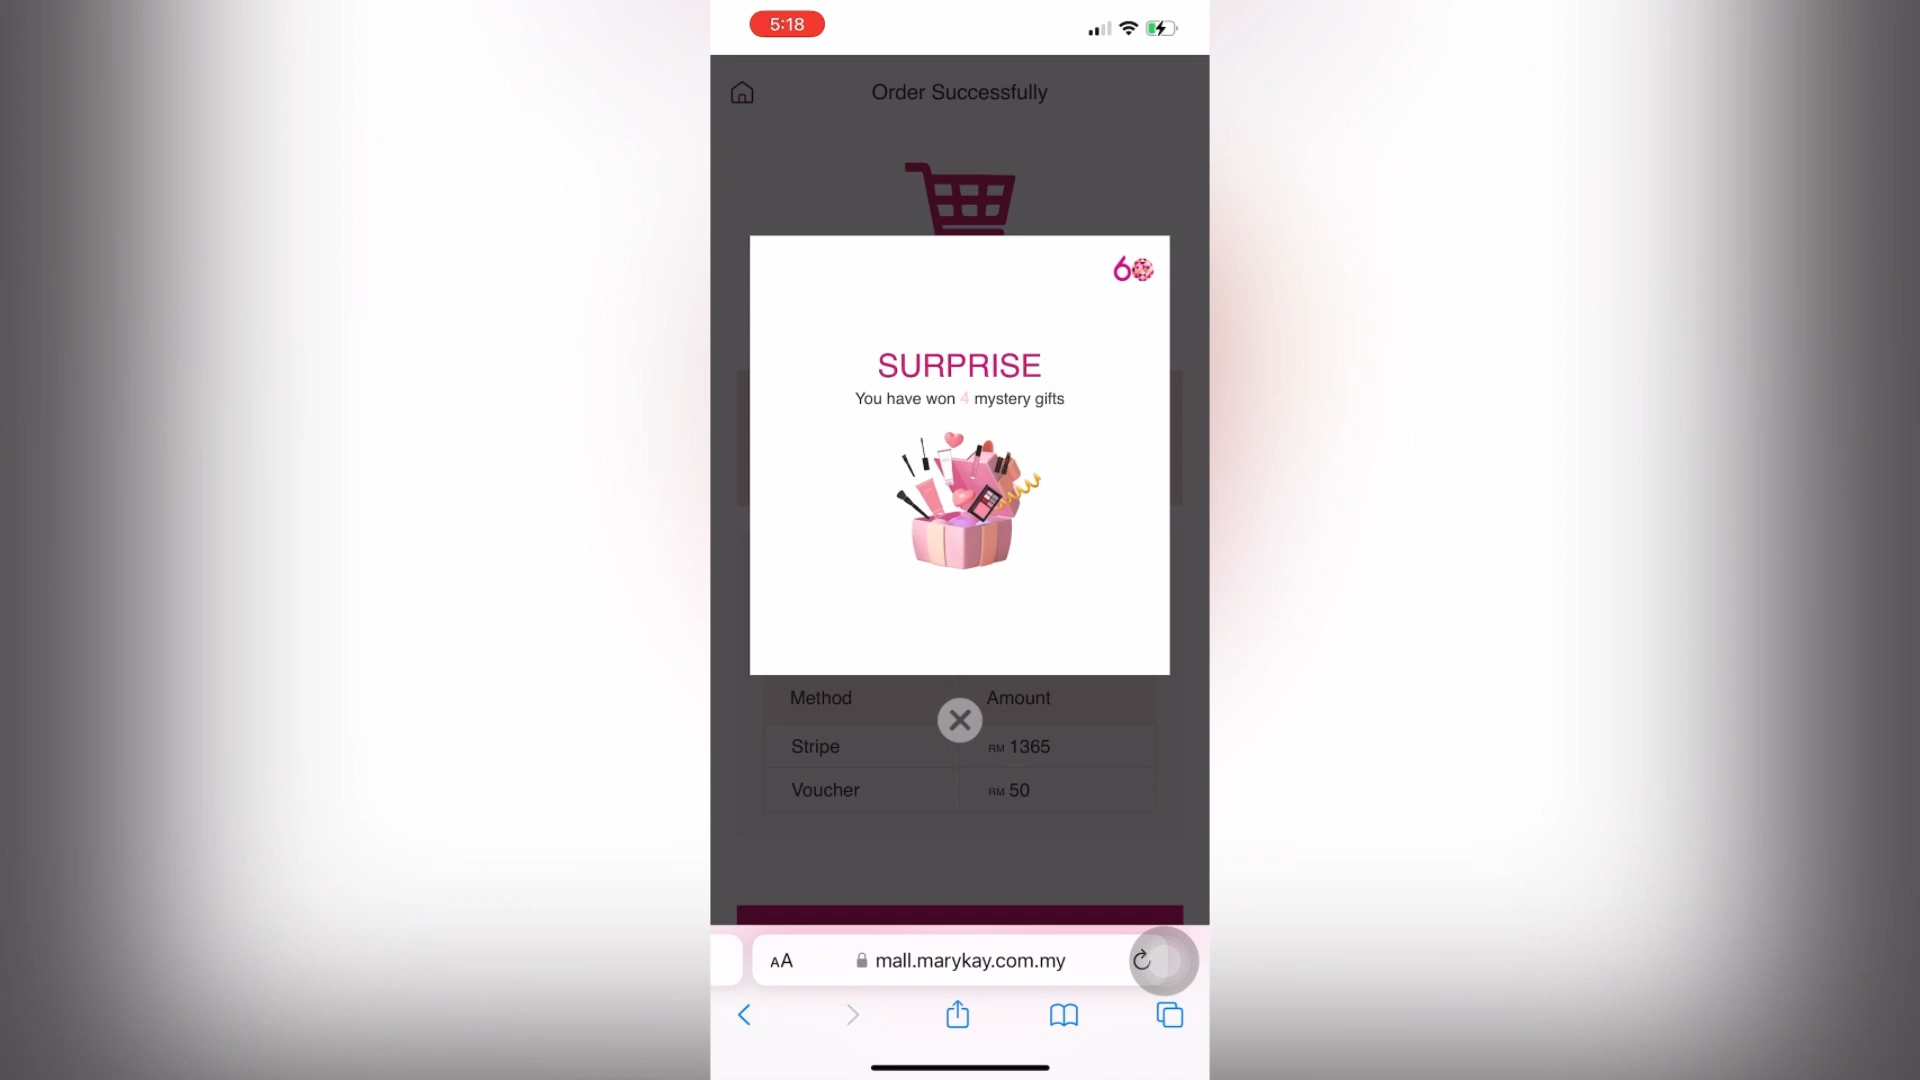 5:18
Order Successfully
60
SURPRISE
You have won 4 mystery gifts
Method Amount
Stripe RM 1365
Voucher RM 50
AA mall.marykay.com.my